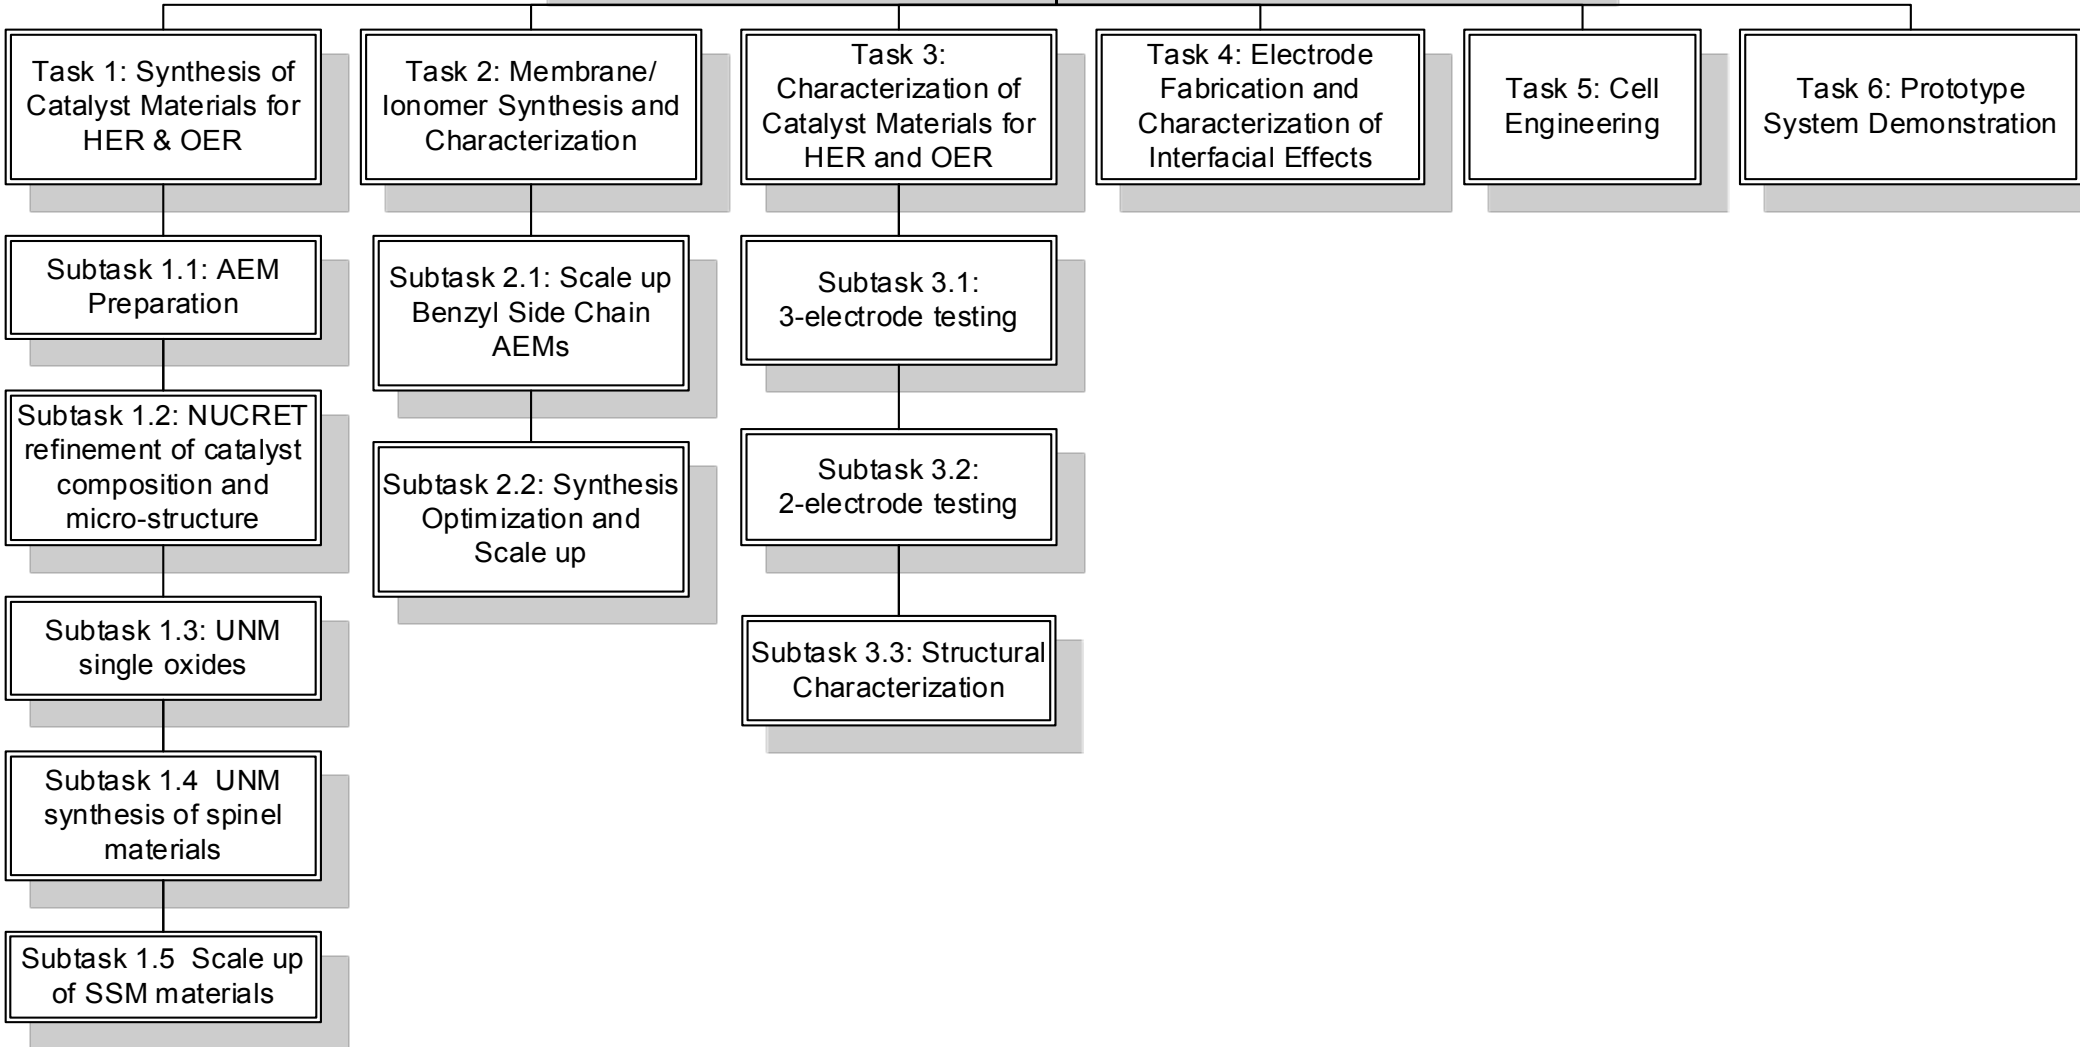 Task 1: Synthesis of
Catalyst Materials for
HER & OER
Task 2: Membrane/
Ionomer Synthesis and
Characterization
Task 3:
Characterization of
Catalyst Materials for
HER and OER
Task 4: Electrode
Fabrication and
Characterization of
Interfacial Effects
Task 5: Cell
Engineering
Task 6: Prototype
System Demonstration
Subtask 1.1: AEM
Preparation
Subtask 1.2: NUCRET
refinement of catalyst
composition and
micro-structure
Subtask 1.3: UNM
single oxides
Subtask 1.4  UNM
synthesis of spinel
materials
Subtask 1.5  Scale up
of SSM materials
Subtask 2.1: Scale up
Benzyl Side Chain
AEMs
Subtask 2.2: Synthesis
Optimization and
Scale up
Subtask 3.1:
3-electrode testing
Subtask 3.2:
2-electrode testing
Subtask 3.3: Structural
Characterization